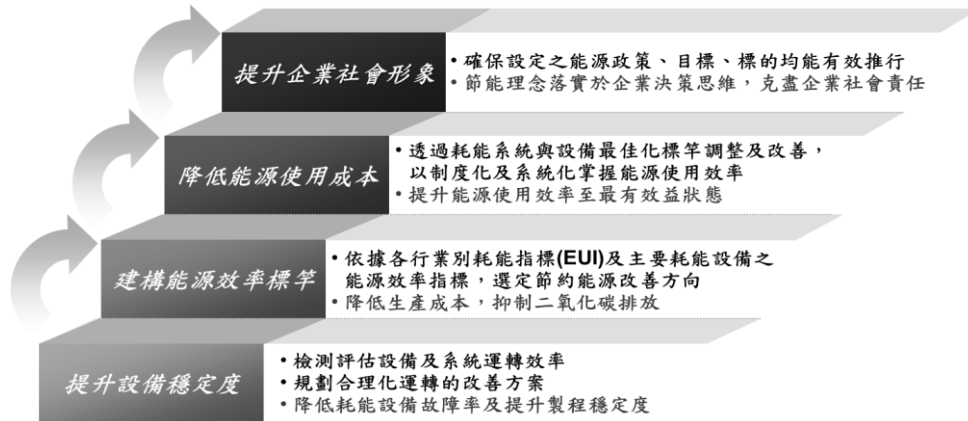 提升企業社會形象
• 確保設定之能源政策、目標、標的均能有效推行
• 節能理念落實於企業決策思維，克盡企業社會責任
降低能源使用成本
• 透過耗能系統與設備最佳化標竿調整及改善，
以制度化及系統化掌握能源使用效率
• 提升能源使用效率至最有效益狀態
建構能源效率標竿
• 依據各行業別耗能指標(EUI)及主要耗能設備之
能源效率指標，選定節約能源改善方向
• 降低生產成本，抑制二氧化碳排放
提升設備穩定度
• 檢測評估設備及系統運轉效率
• 規劃合理化運轉的改善方案
• 降低耗能設備故障率及提升製程穩定度